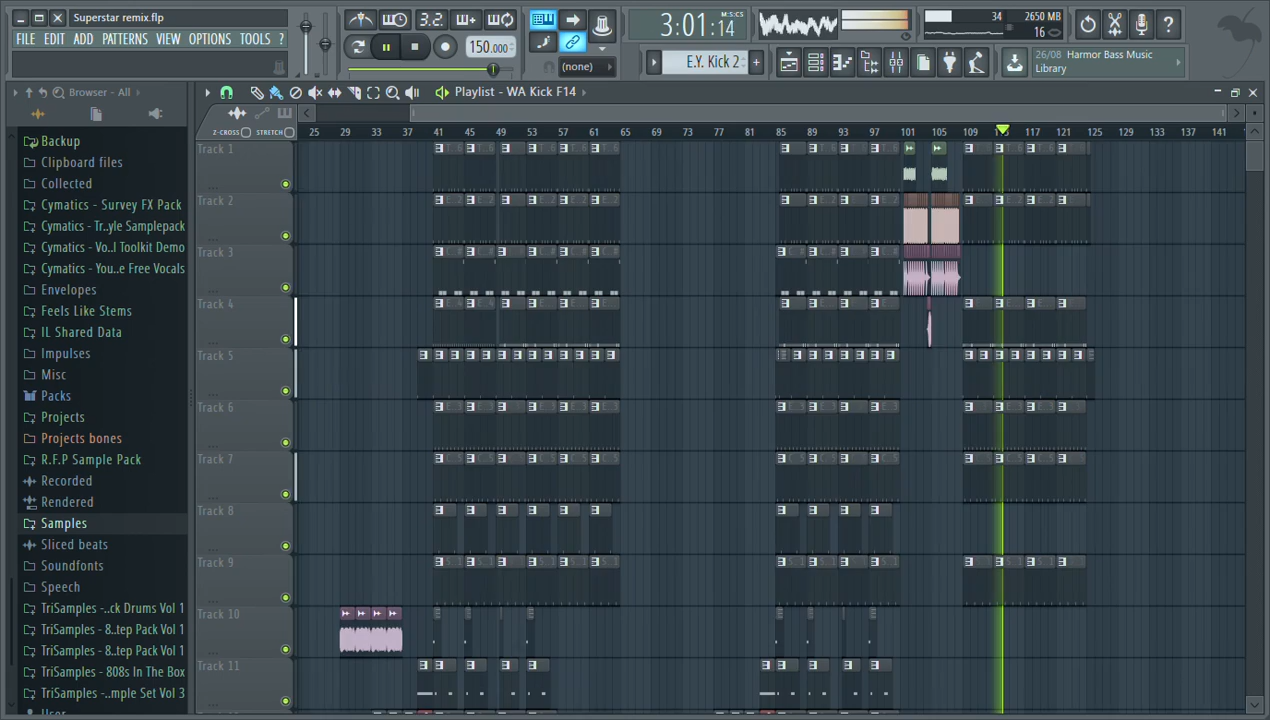 Superstar remix.flp
FILE EDIT ADD PATTERNS VIEW OPTIONS TOOLS ?
3.2.
150.000
(none)
3:01:14
M:S:CS
E.Y. Kick 2
34
2650 MB
16
26/08 Harmor Bass Music
Library
Browser - All
Playlist - WA Kick F14
Z-CROSS
STRETCH
25 29 33 37 41 45 49 53 57 61 65 69 73 77 81 85 89 93 97 101 105 109 117 121 125 129 133 137 141
Backup
Clipboard files
Collected
Cymatics - Survey FX Pack
Cymatics - Tr..yle Samplepack
Cymatics - Vo..l Toolkit Demo
Cymatics - You..e Free Vocals
Envelopes
Feels Like Stems
IL Shared Data
Impulses
Misc
Packs
Projects
Projects bones
R.F.P Sample Pack
Recorded
Rendered
Samples
Sliced beats
Soundfonts
Speech
TriSamples -..ck Drums Vol 1
TriSamples - 8..tep Pack Vol 1
TriSamples - 8..tep Pack Vol 1
TriSamples - 808s In The Box
TriSamples -..mple Set Vol 3
User
Track 1
Track 2
Track 3
Track 4
Track 5
Track 6
Track 7
Track 8
Track 9
Track 10
Track 11